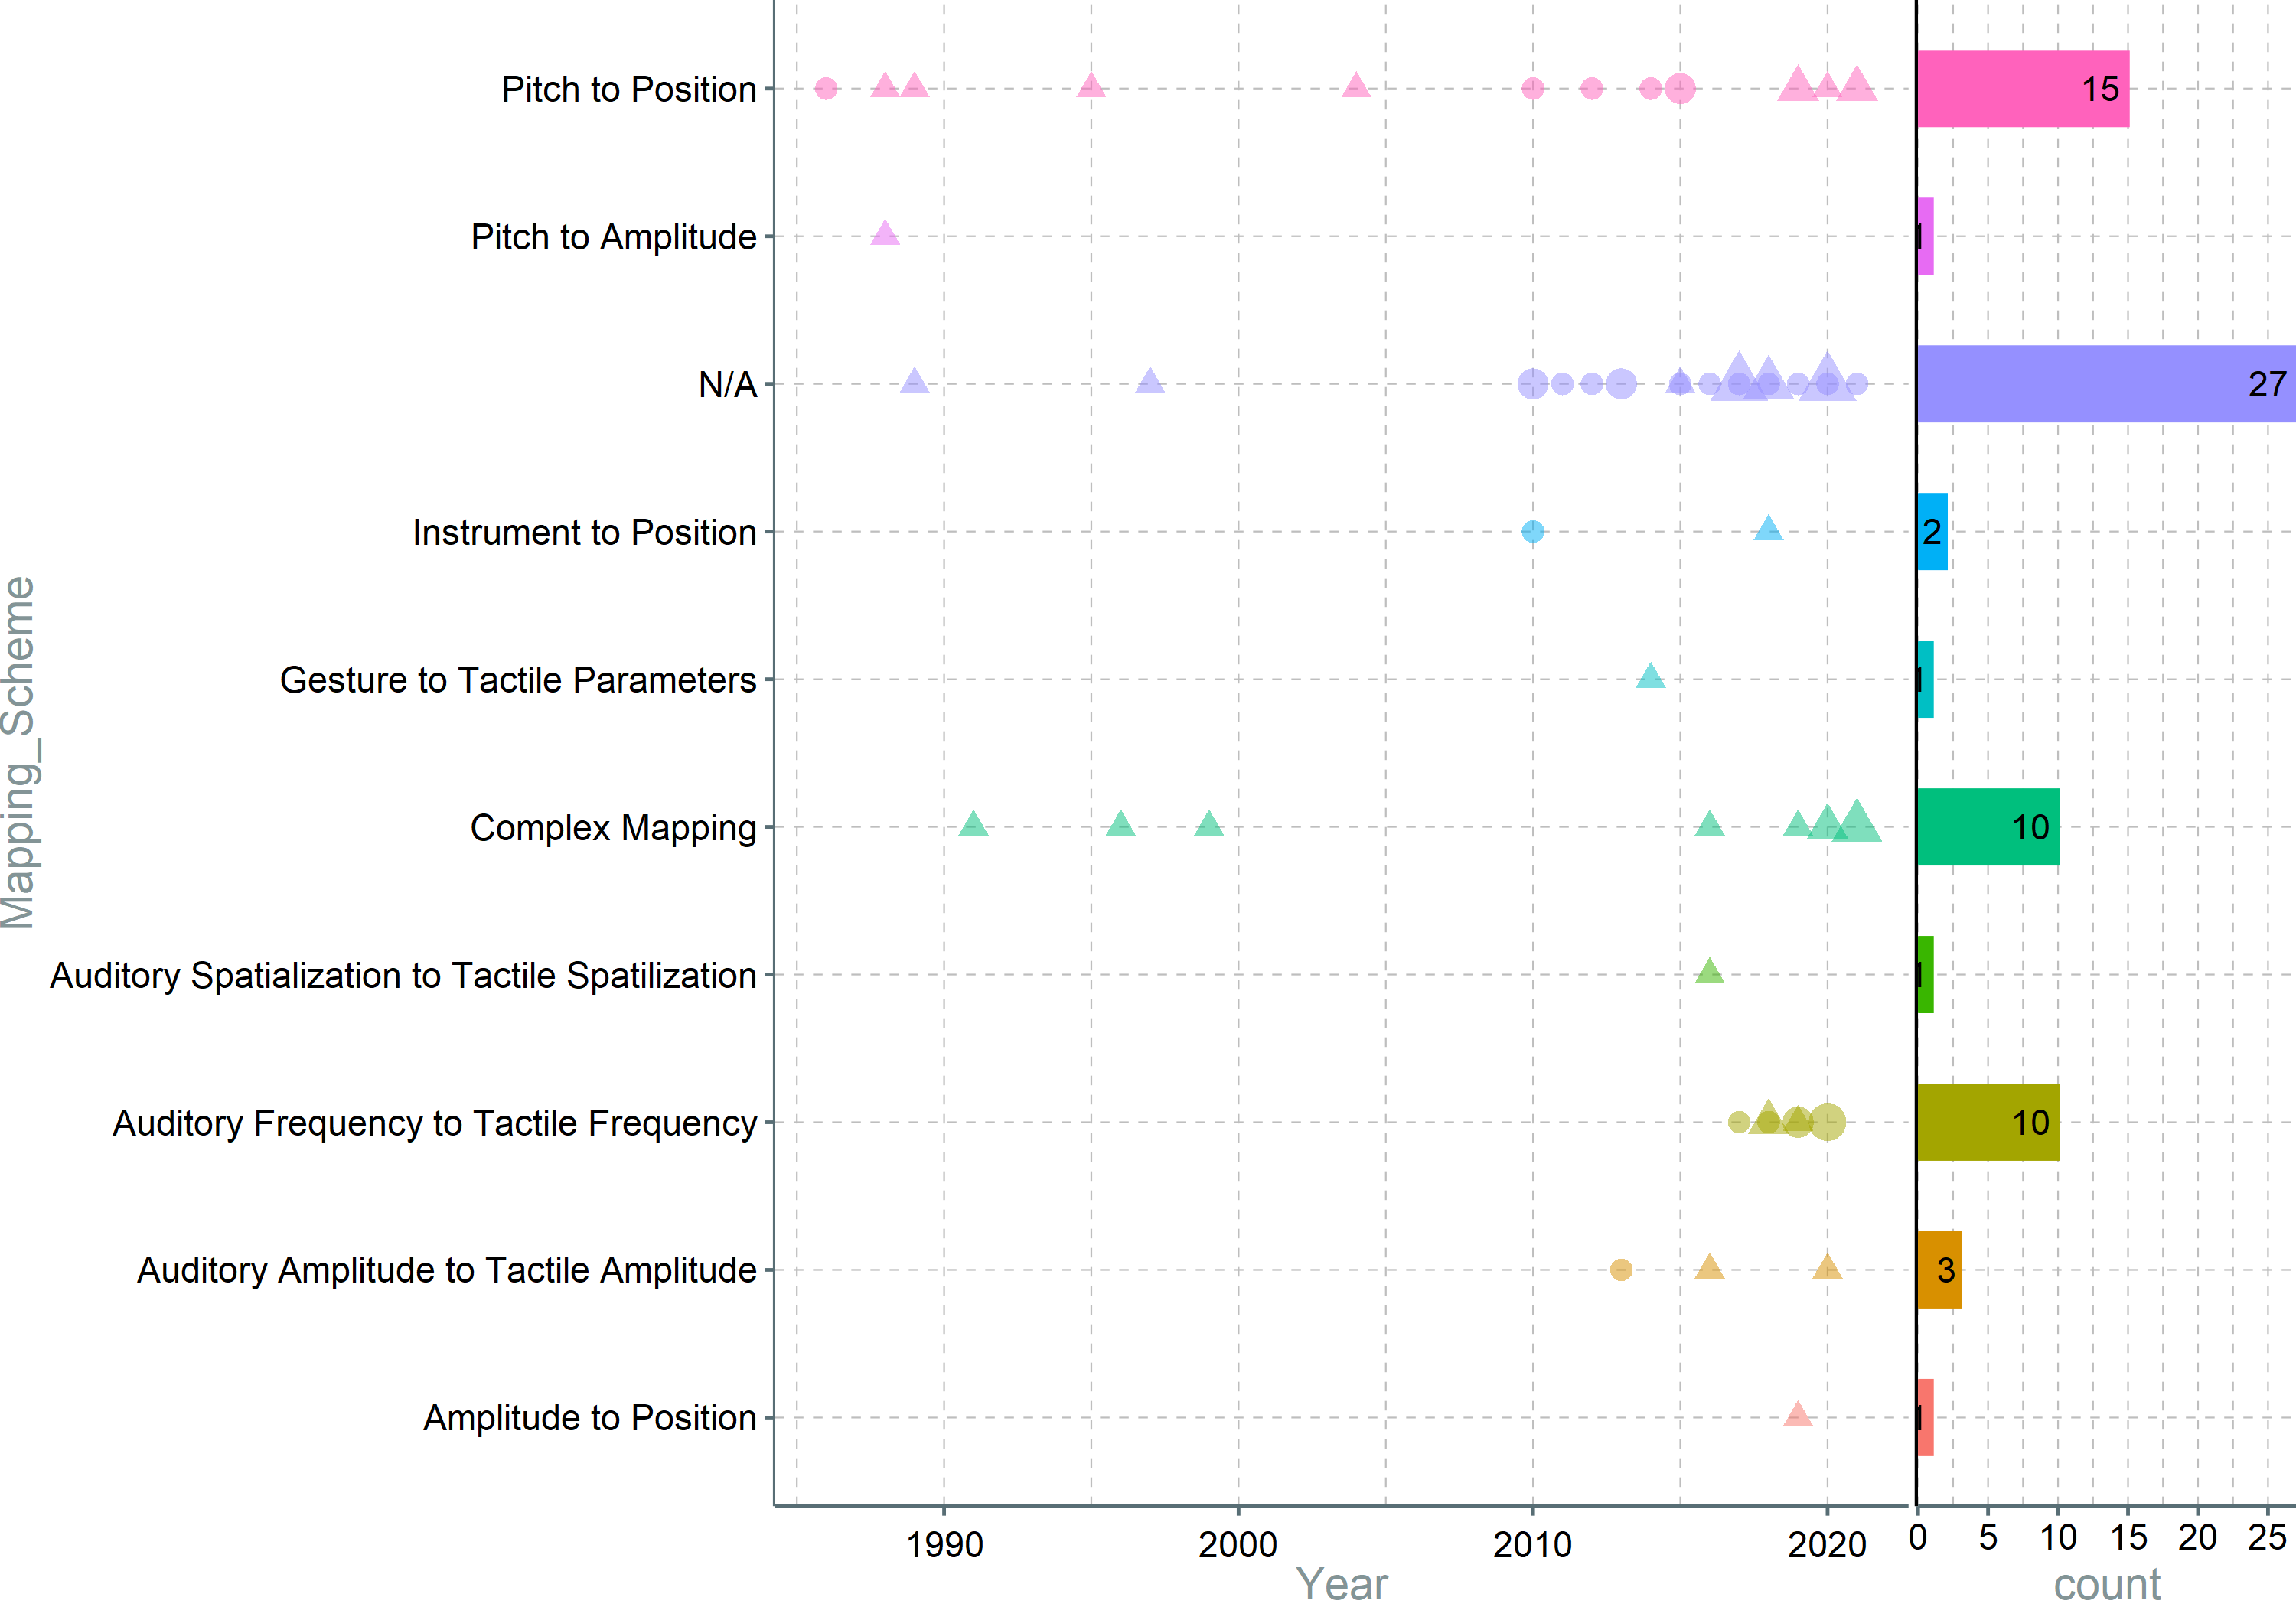 Pitch to Position
15
Pitch to Amplitude
1
N/A
27
Instrument to Position
2
Gesture to Tactile Parameters
1
Complex Mapping
10
Auditory Spatialization to Tactile Spatilization
1
Auditory Frequency to Tactile Frequency
10
Auditory Amplitude to Tactile Amplitude
3
Amplitude to Position
1
Mapping_Scheme
1990 2000 2010 2020
0 5 10 15 20 25
Year
count